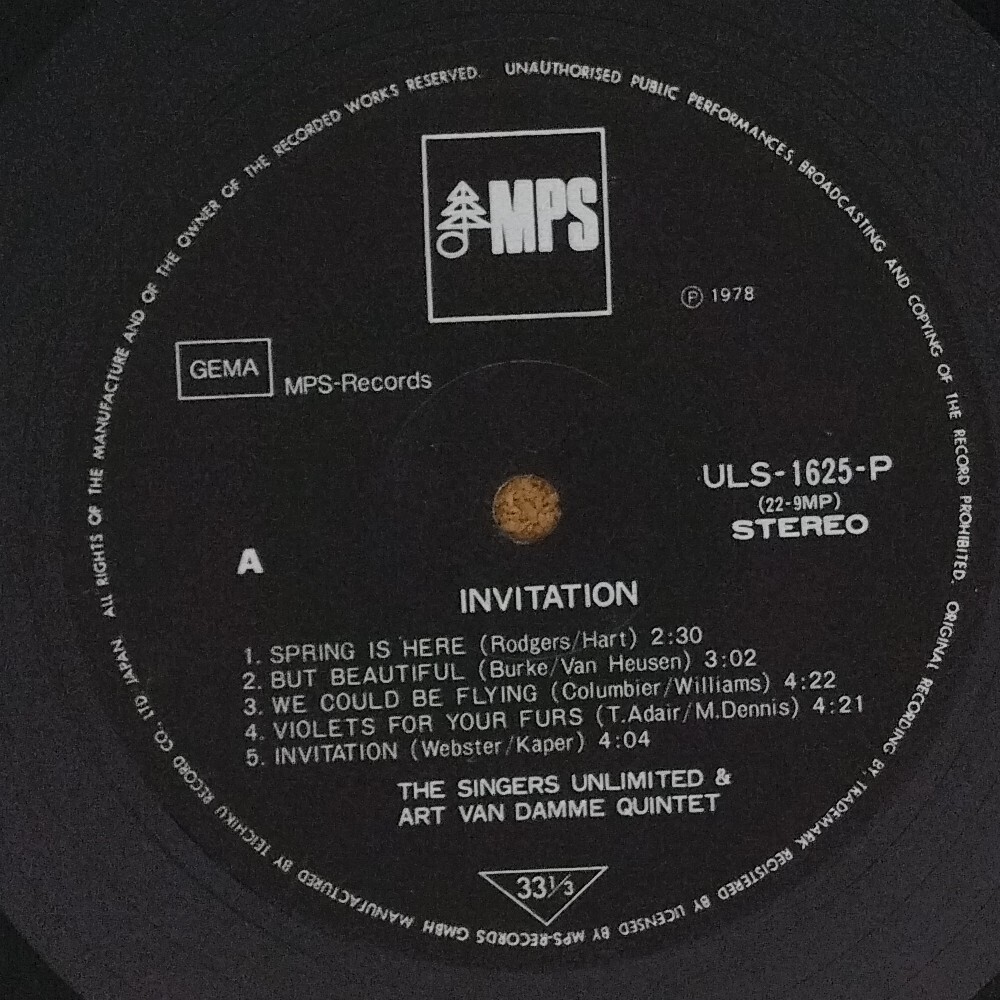 ALL RIGHTS OF THE MANUFACTURE AND OF THE OWNER OF THE RECORDED WORKS RESERVED. UNAUTHORISED PUBLIC PERFORMANCES, BROADCASTING AND COPYING OF THE RECORD PROHIBITED. ORIGINAL RECORDING BY, TRADEMARK REGISTERED BY LICENSED BY MPS-RECORDS GMBH MANUFACTURED BY TEICHIKU RECORD CO., LTD JAPAN
MPS
Ⓟ 1978
GEMA
MPS-Records
ULS-1625-P
(22-9MP)
STEREO
A
INVITATION
1. SPRING IS HERE (Rodgers/Hart) 2:30
2. BUT BEAUTIFUL (Burke/Van Heusen) 3:02
3. WE COULD BE FLYING (Columbier/Williams) 4:22
4. VIOLETS FOR YOUR FURS (T.Adair/M.Dennis) 4:21
5. INVITATION (Webster/Kaper) 4:04
THE SINGERS UNLIMITED &
ART VAN DAMME QUINTET
33 1/3